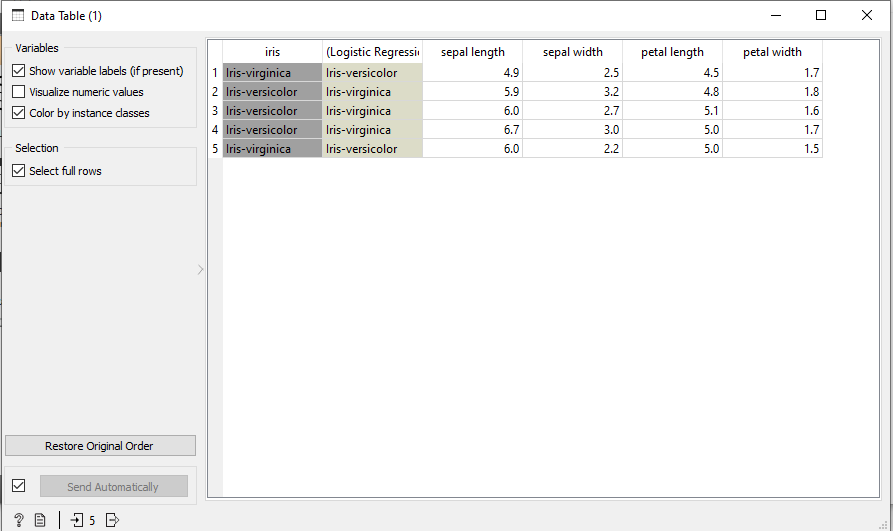 Data Table (1)
Variables
Show variable labels (if present)
Visualize numeric values
Color by instance classes
Selection
Select full rows
Restore Original Order
Send Automatically
? 5
iris (Logistic Regressi sepal length sepal width petal length petal width
1 Iris-virginica Iris-versicolor 4.9 2.5 4.5 1.7
2 Iris-versicolor Iris-virginica 5.9 3.2 4.8 1.8
3 Iris-versicolor Iris-virginica 6.0 2.7 5.1 1.6
4 Iris-versicolor Iris-virginica 6.7 3.0 5.0 1.7
5 Iris-virginica Iris-versicolor 6.0 2.2 5.0 1.5